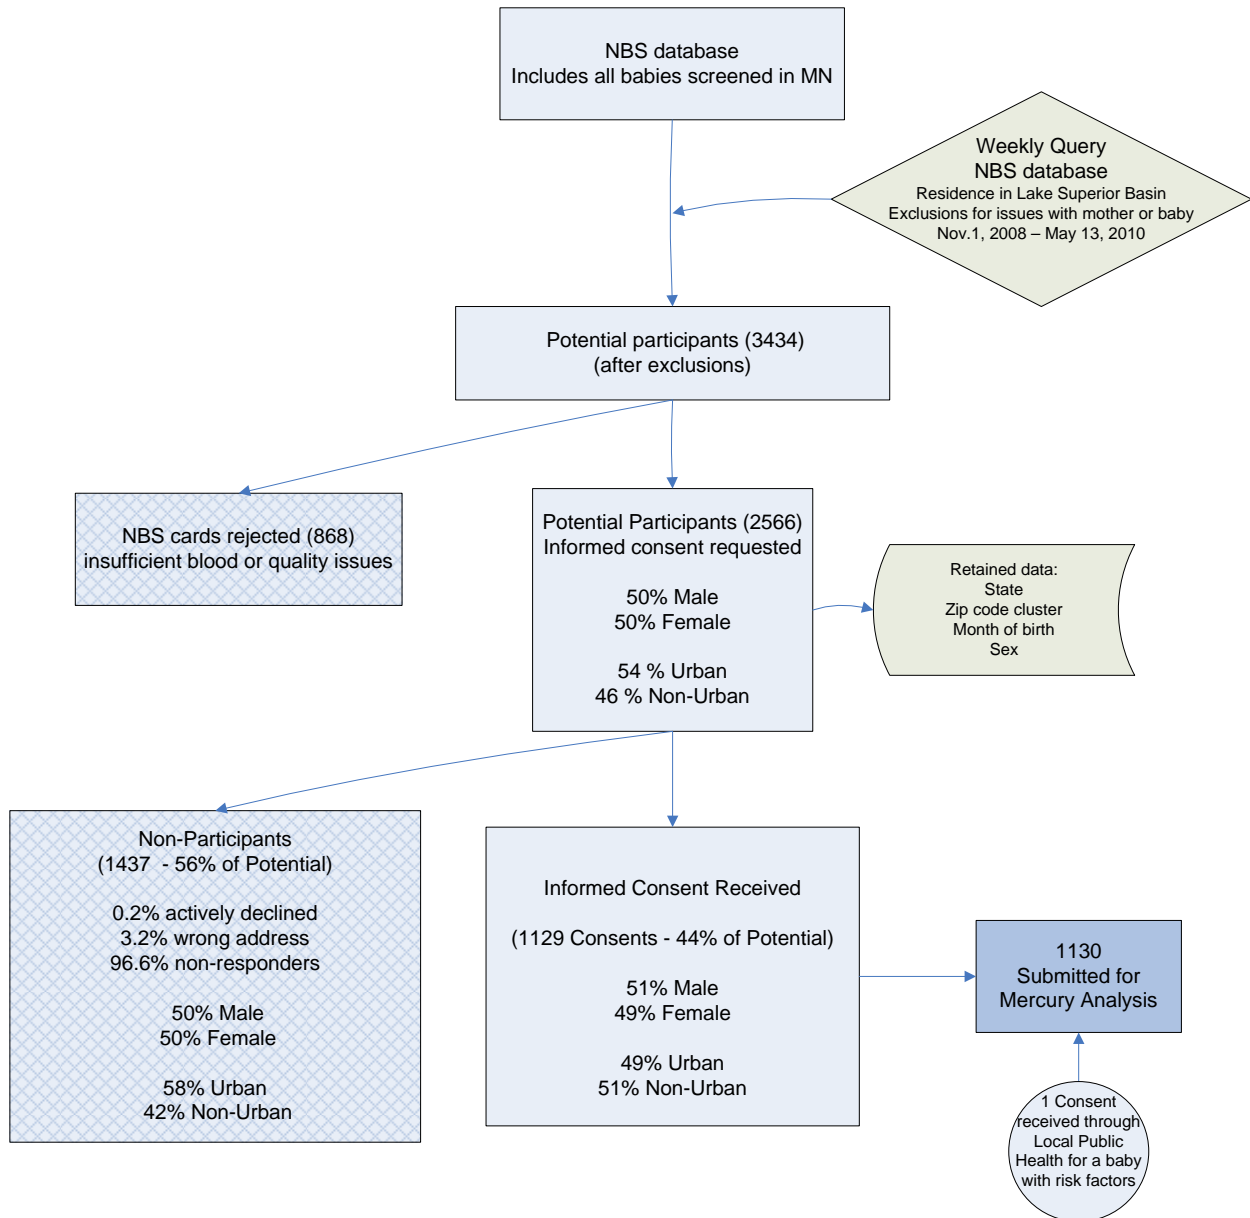 NBS database
Includes all babies screened in MN
Weekly Query
NBS database
Residence in Lake Superior Basin
Exclusions for issues with mother or baby
Nov.1, 2008 – May 13, 2010
Potential participants (3434)
(after exclusions)
NBS cards rejected (868)
insufficient blood or quality issues
Potential Participants (2566)
Informed consent requested
50% Male
50% Female
54 % Urban
46 % Non-Urban
Retained data:
State
Zip code cluster
Month of birth
Sex
Non-Participants
(1437  - 56% of Potential)
0.2% actively declined
3.2% wrong address
96.6% non-responders
50% Male
50% Female
58% Urban
42% Non-Urban
Informed Consent Received
(1129 Consents - 44% of Potential)
51% Male
49% Female
49% Urban
51% Non-Urban
1130
Submitted for
Mercury Analysis
1 Consent
received through
Local Public
Health for a baby
with risk factors